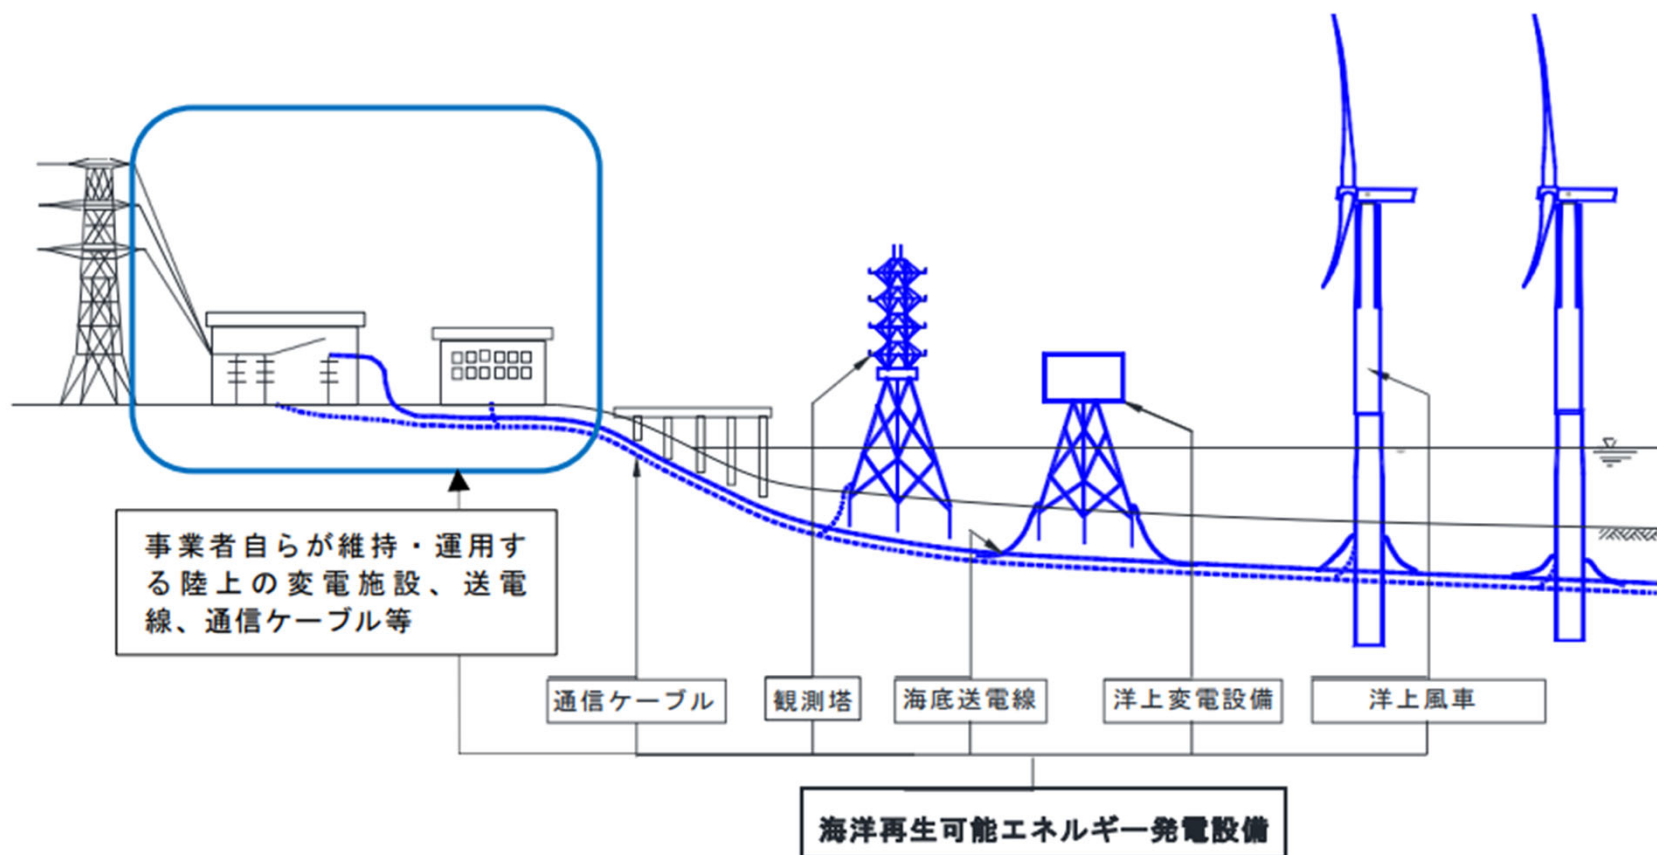 事業者自らが維持・運用す
る陸上の変電施設、送電
線、通信ケーブル等
通信ケーブル
観測塔
海底送電線
洋上変電設備
洋上風車
海洋再生可能エネルギー発電設備